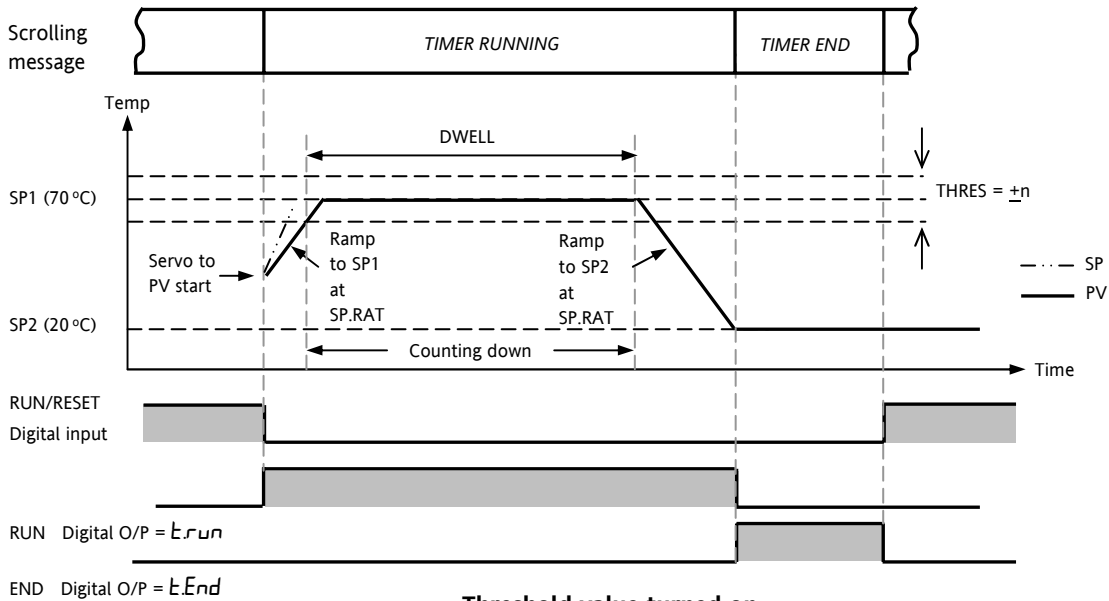 Scrolling
message
TIMER RUNNING
TIMER END
Temp
DWELL
SP1 (70 ºC)
THRES = ±n
Servo to
PV start
Ramp
to SP1
at
SP.RAT
Ramp
to SP2
at
SP.RAT
SP
PV
SP2 (20 ºC)
Counting down
Time
RUN/RESET
Digital input
RUN Digital O/P = t.run
END Digital O/P = t.End